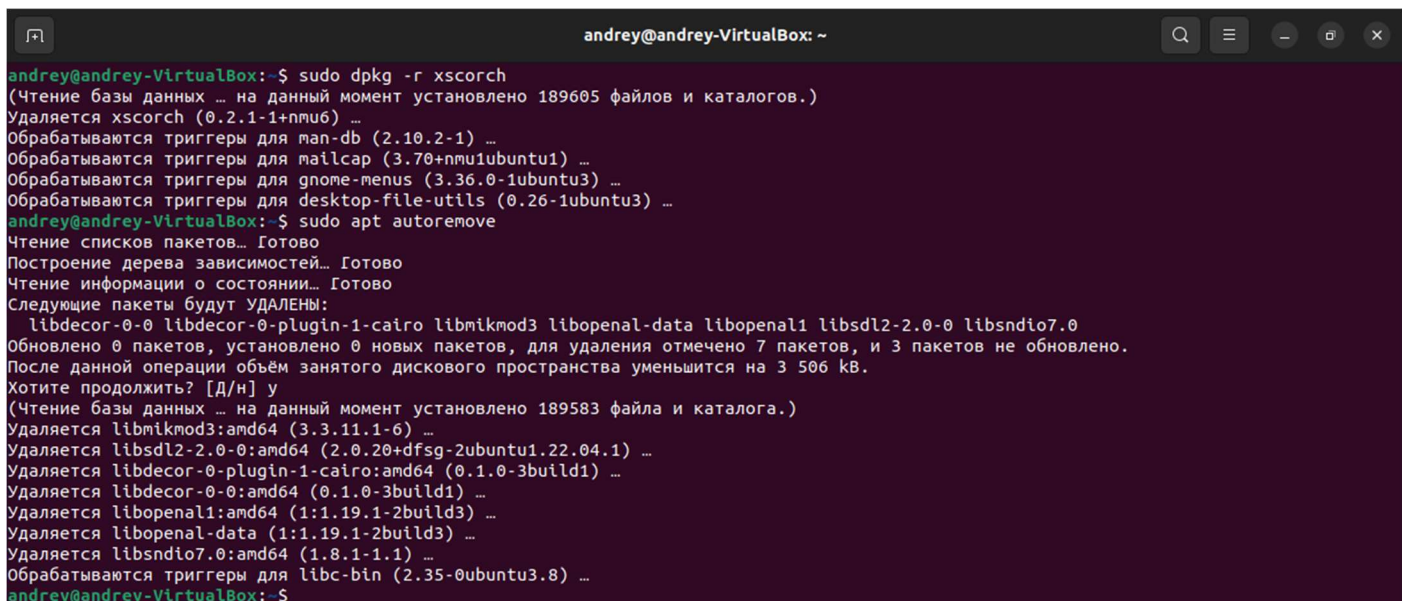 andrey@andrey-VirtualBox: ~
andrey@andrey-VirtualBox:~$ sudo dpkg -r xscorch
(Чтение базы данных … на данный момент установлено 189605 файлов и каталогов.)
Удаляется xscorch (0.2.1-1+nmu6) …
Обрабатываются триггеры для man-db (2.10.2-1) …
Обрабатываются триггеры для mailcap (3.70+nmu1ubuntu1) …
Обрабатываются триггеры для gnome-menus (3.36.0-1ubuntu3) …
Обрабатываются триггеры для desktop-file-utils (0.26-1ubuntu3) …
andrey@andrey-VirtualBox:~$ sudo apt autoremove
Чтение списков пакетов… Готово
Построение дерева зависимостей… Готово
Чтение информации о состоянии… Готово
Следующие пакеты будут УДАЛЕНЫ:
  libdecor-0-0 libdecor-0-plugin-1-cairo libmikmod3 libopenal-data libopenal1 libsdl2-2.0-0 libsndio7.0
Обновлено 0 пакетов, установлено 0 новых пакетов, для удаления отмечено 7 пакетов, и 3 пакетов не обновлено.
После данной операции объём занятого дискового пространства уменьшится на 3 506 kB.
Хотите продолжить? [Д/н] y
(Чтение базы данных … на данный момент установлено 189583 файла и каталога.)
Удаляется libmikmod3:amd64 (3.3.11.1-6) …
Удаляется libsdl2-2.0-0:amd64 (2.0.20+dfsg-2ubuntu1.22.04.1) …
Удаляется libdecor-0-plugin-1-cairo:amd64 (0.1.0-3build1) …
Удаляется libdecor-0-0:amd64 (0.1.0-3build1) …
Удаляется libopenal1:amd64 (1:1.19.1-2build3) …
Удаляется libopenal-data (1:1.19.1-2build3) …
Удаляется libsndio7.0:amd64 (1.8.1-1.1) …
Обрабатываются триггеры для libc-bin (2.35-0ubuntu3.8) …
andrey@andrey-VirtualBox:~$